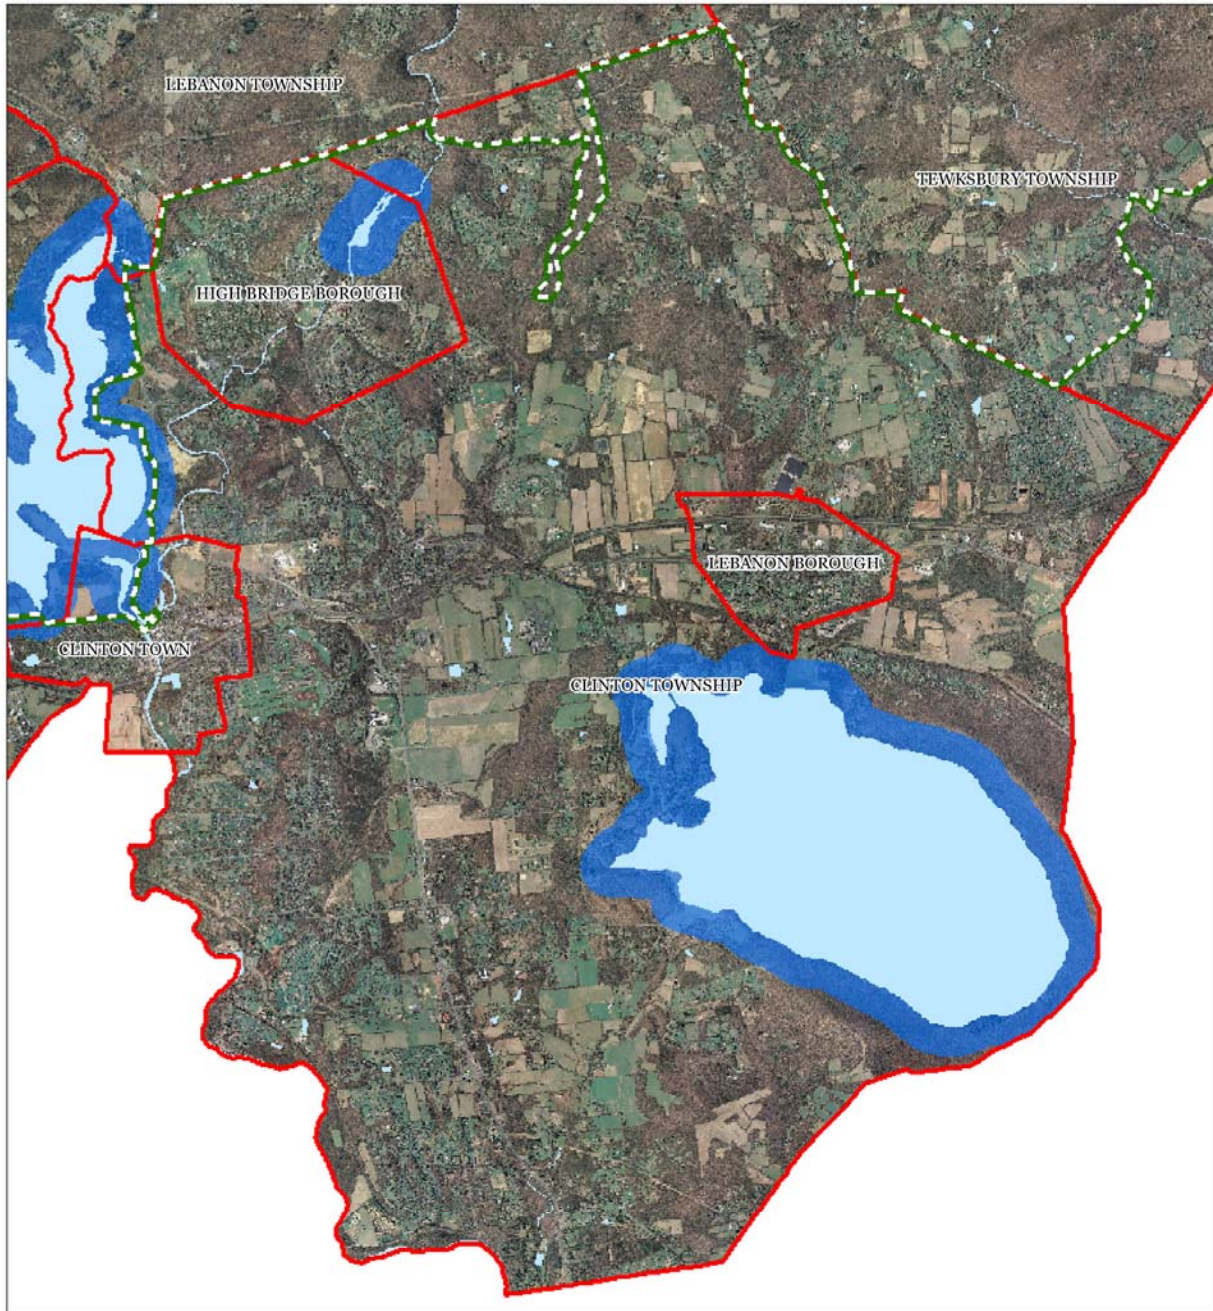 LEBANON TOWNSHIP
TEWKSBURY TOWNSHIP
HIGH BRIDGE BOROUGH
LEBANON BOROUGH
CLINTON TOWN
CLINTON TOWNSHIP